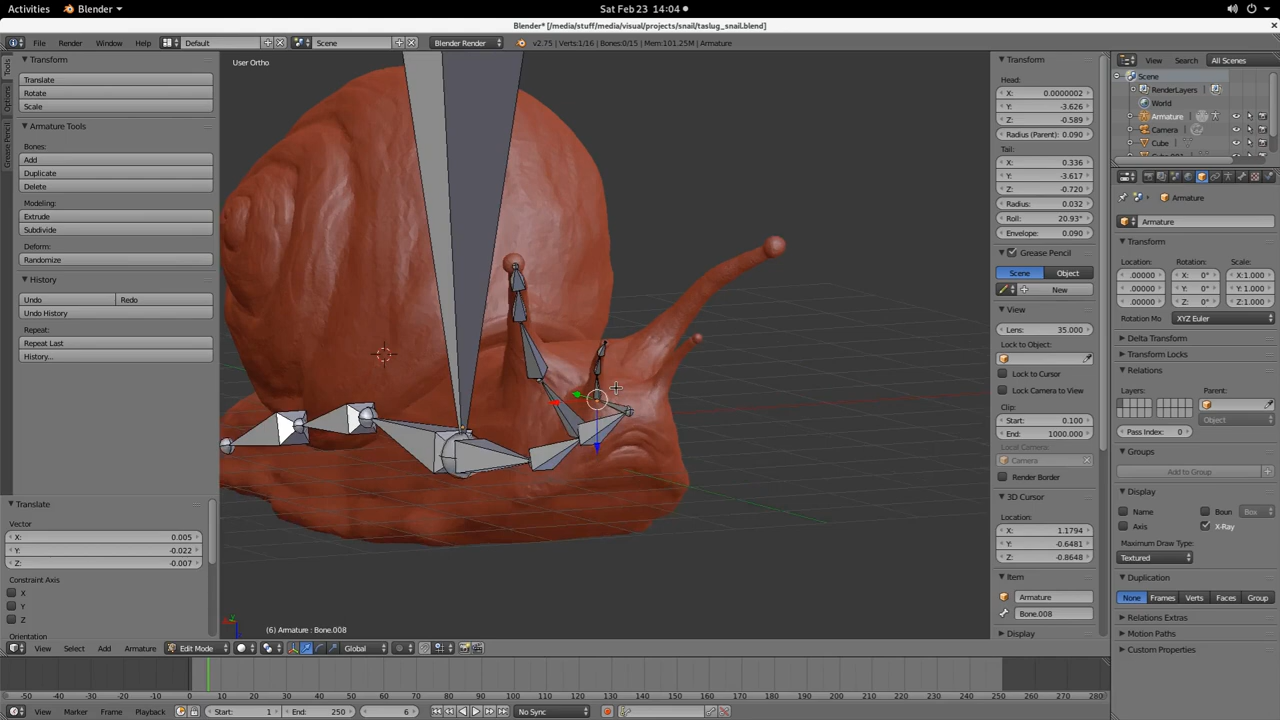 Activities Blender Sat Feb 23 14:04
Blender* [/media/stuff/media/visual/projects/snail/taslug_snail.blend]
File Render Window Help Default Scene Blender Render v2.75 | Verts:1/16 | Bones:0/15 | Mem:101.25M | Armature
Tools
Options
Grease Pencil
Transform
Translate
Rotate
Scale
Armature Tools
Bones:
Add
Duplicate
Delete
Modeling:
Extrude
Subdivide
Deform:
Randomize
History
Undo Redo
Undo History
Repeat:
Repeat Last
History...
Translate
Vector
X: 0.005
Y: -0.022
Z: -0.007
Constraint Axis
X
Y
Z
Orientation
User Ortho
(6) Armature : Bone.008
Transform
Head:
X: 0.0000002
Y: -3.626
Z: -0.589
Radius (Parent): 0.090
Tail:
X: 0.336
Y: -3.617
Z: -0.720
Radius: 0.032
Roll: 20.93°
Envelope: 0.090
Grease Pencil
Scene Object
New
View
Lens: 35.000
Lock to Object:
Lock to Cursor
Lock Camera to View
Clip:
Start: 0.100
End: 1000.000
Local Camera:
Camera
Render Border
3D Cursor
Location:
X: 1.1794
Y: -0.6481
Z: -0.8648
Item
Armature
Bone.008
Display
View Search All Scenes
Scene
RenderLayers
World
Armature
Camera
Cube
Armature
Armature
Transform
Location: Rotation: Scale:
.00000 X: 0° X:1.000
.00000 Y: 0° Y:1.000
.00000 Z: 0° Z:1.000
Rotation Mo XYZ Euler
Delta Transform
Transform Locks
Relations
Layers: Parent:
Object
Pass Index: 0
Groups
Add to Group
Display
Name Boun Box
Axis X-Ray
Maximum Draw Type:
Textured
Duplication
None Frames Verts Faces Group
Relations Extras
Motion Paths
Custom Properties
View Select Add Armature Edit Mode Global
-50 -40 -30 -20 -10 0 10 20 30 40 50 60 70 80 90 100 110 120 130 140 150 160 170 180 190 200 210 220 230 240 250 260 270 280
View Marker Frame Playback Start: 1 End: 250 6 No Sync